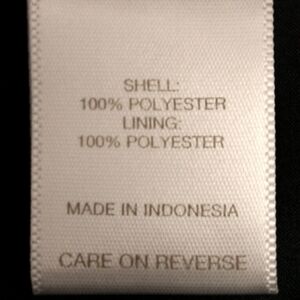 SHELL:
100% POLYESTER
LINING:
100% POLYESTER
MADE IN INDONESIA
CARE ON REVERSE